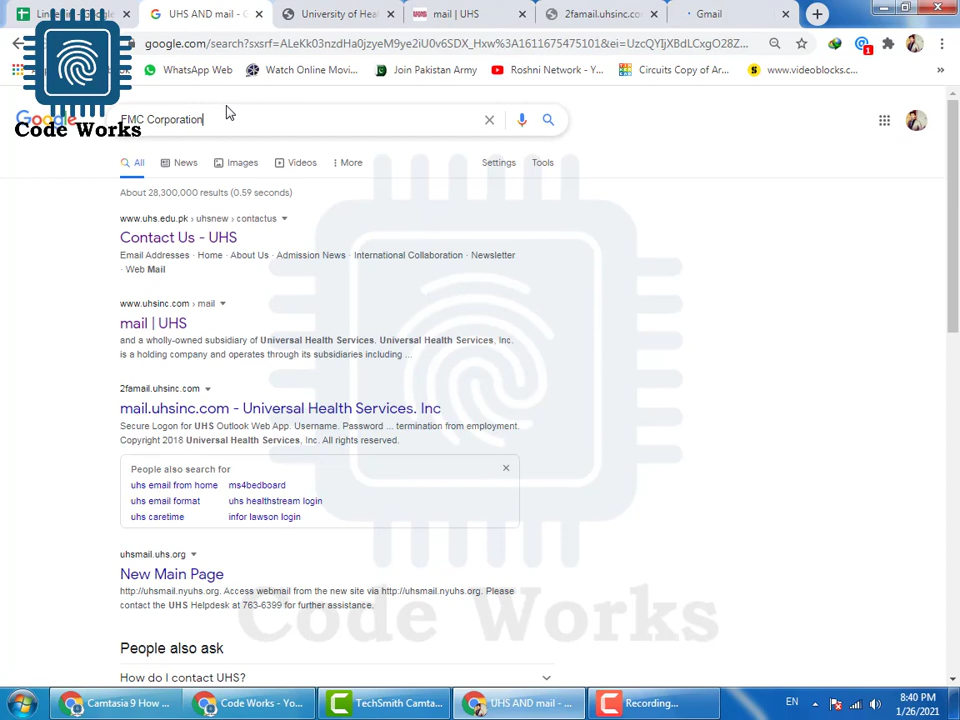 UHS AND mail -
University of Hea
mail | UHS
2famail.uhsinc.co
Gmail
google.com/search?sxsrf=ALeKk03nzdHa0jzyeM9ye2iU0v6SDX_Hxw%3A1611675475101&ei=UzcQYIjXBdLCxgO28Z...
1
WhatsApp Web
Watch Online Movi...
Join Pakistan Army
Roshni Network - Y...
Circuits Copy of Ar...
www.videoblocks.c...
»
Code Works
FMC Corporation
All
News
Images
Videos
More
Settings
Tools
About 28,300,000 results (0.59 seconds)
www.uhs.edu.pk › uhsnew › contactus
Contact Us - UHS
Email Addresses · Home · About Us · Admission News · International Collaboration · Newsletter
· Web Mail
www.uhsinc.com › mail
mail | UHS
and a wholly-owned subsidiary of Universal Health Services. Universal Health Services, Inc.
is a holding company and operates through its subsidiaries including ...
2famail.uhsinc.com
mail.uhsinc.com - Universal Health Services. Inc
Secure Logon for UHS Outlook Web App. Username. Password ... termination from employment.
Copyright 2018 Universal Health Services, Inc. All rights reserved.
People also search for
uhs email from home
ms4bedboard
uhs email format
uhs healthstream login
uhs caretime
infor lawson login
uhsmail.uhs.org
New Main Page
http://uhsmail.nyuhs.org. Access webmail from the new site via http://uhsmail.nyuhs.org. Please
contact the UHS Helpdesk at 763-6399 for further assistance.
Code Works
People also ask
How do I contact UHS?
Camtasia 9 How ...
Code Works - Yo...
TechSmith Camta...
UHS AND mail - ...
Recording...
EN
8:40 PM
1/26/2021